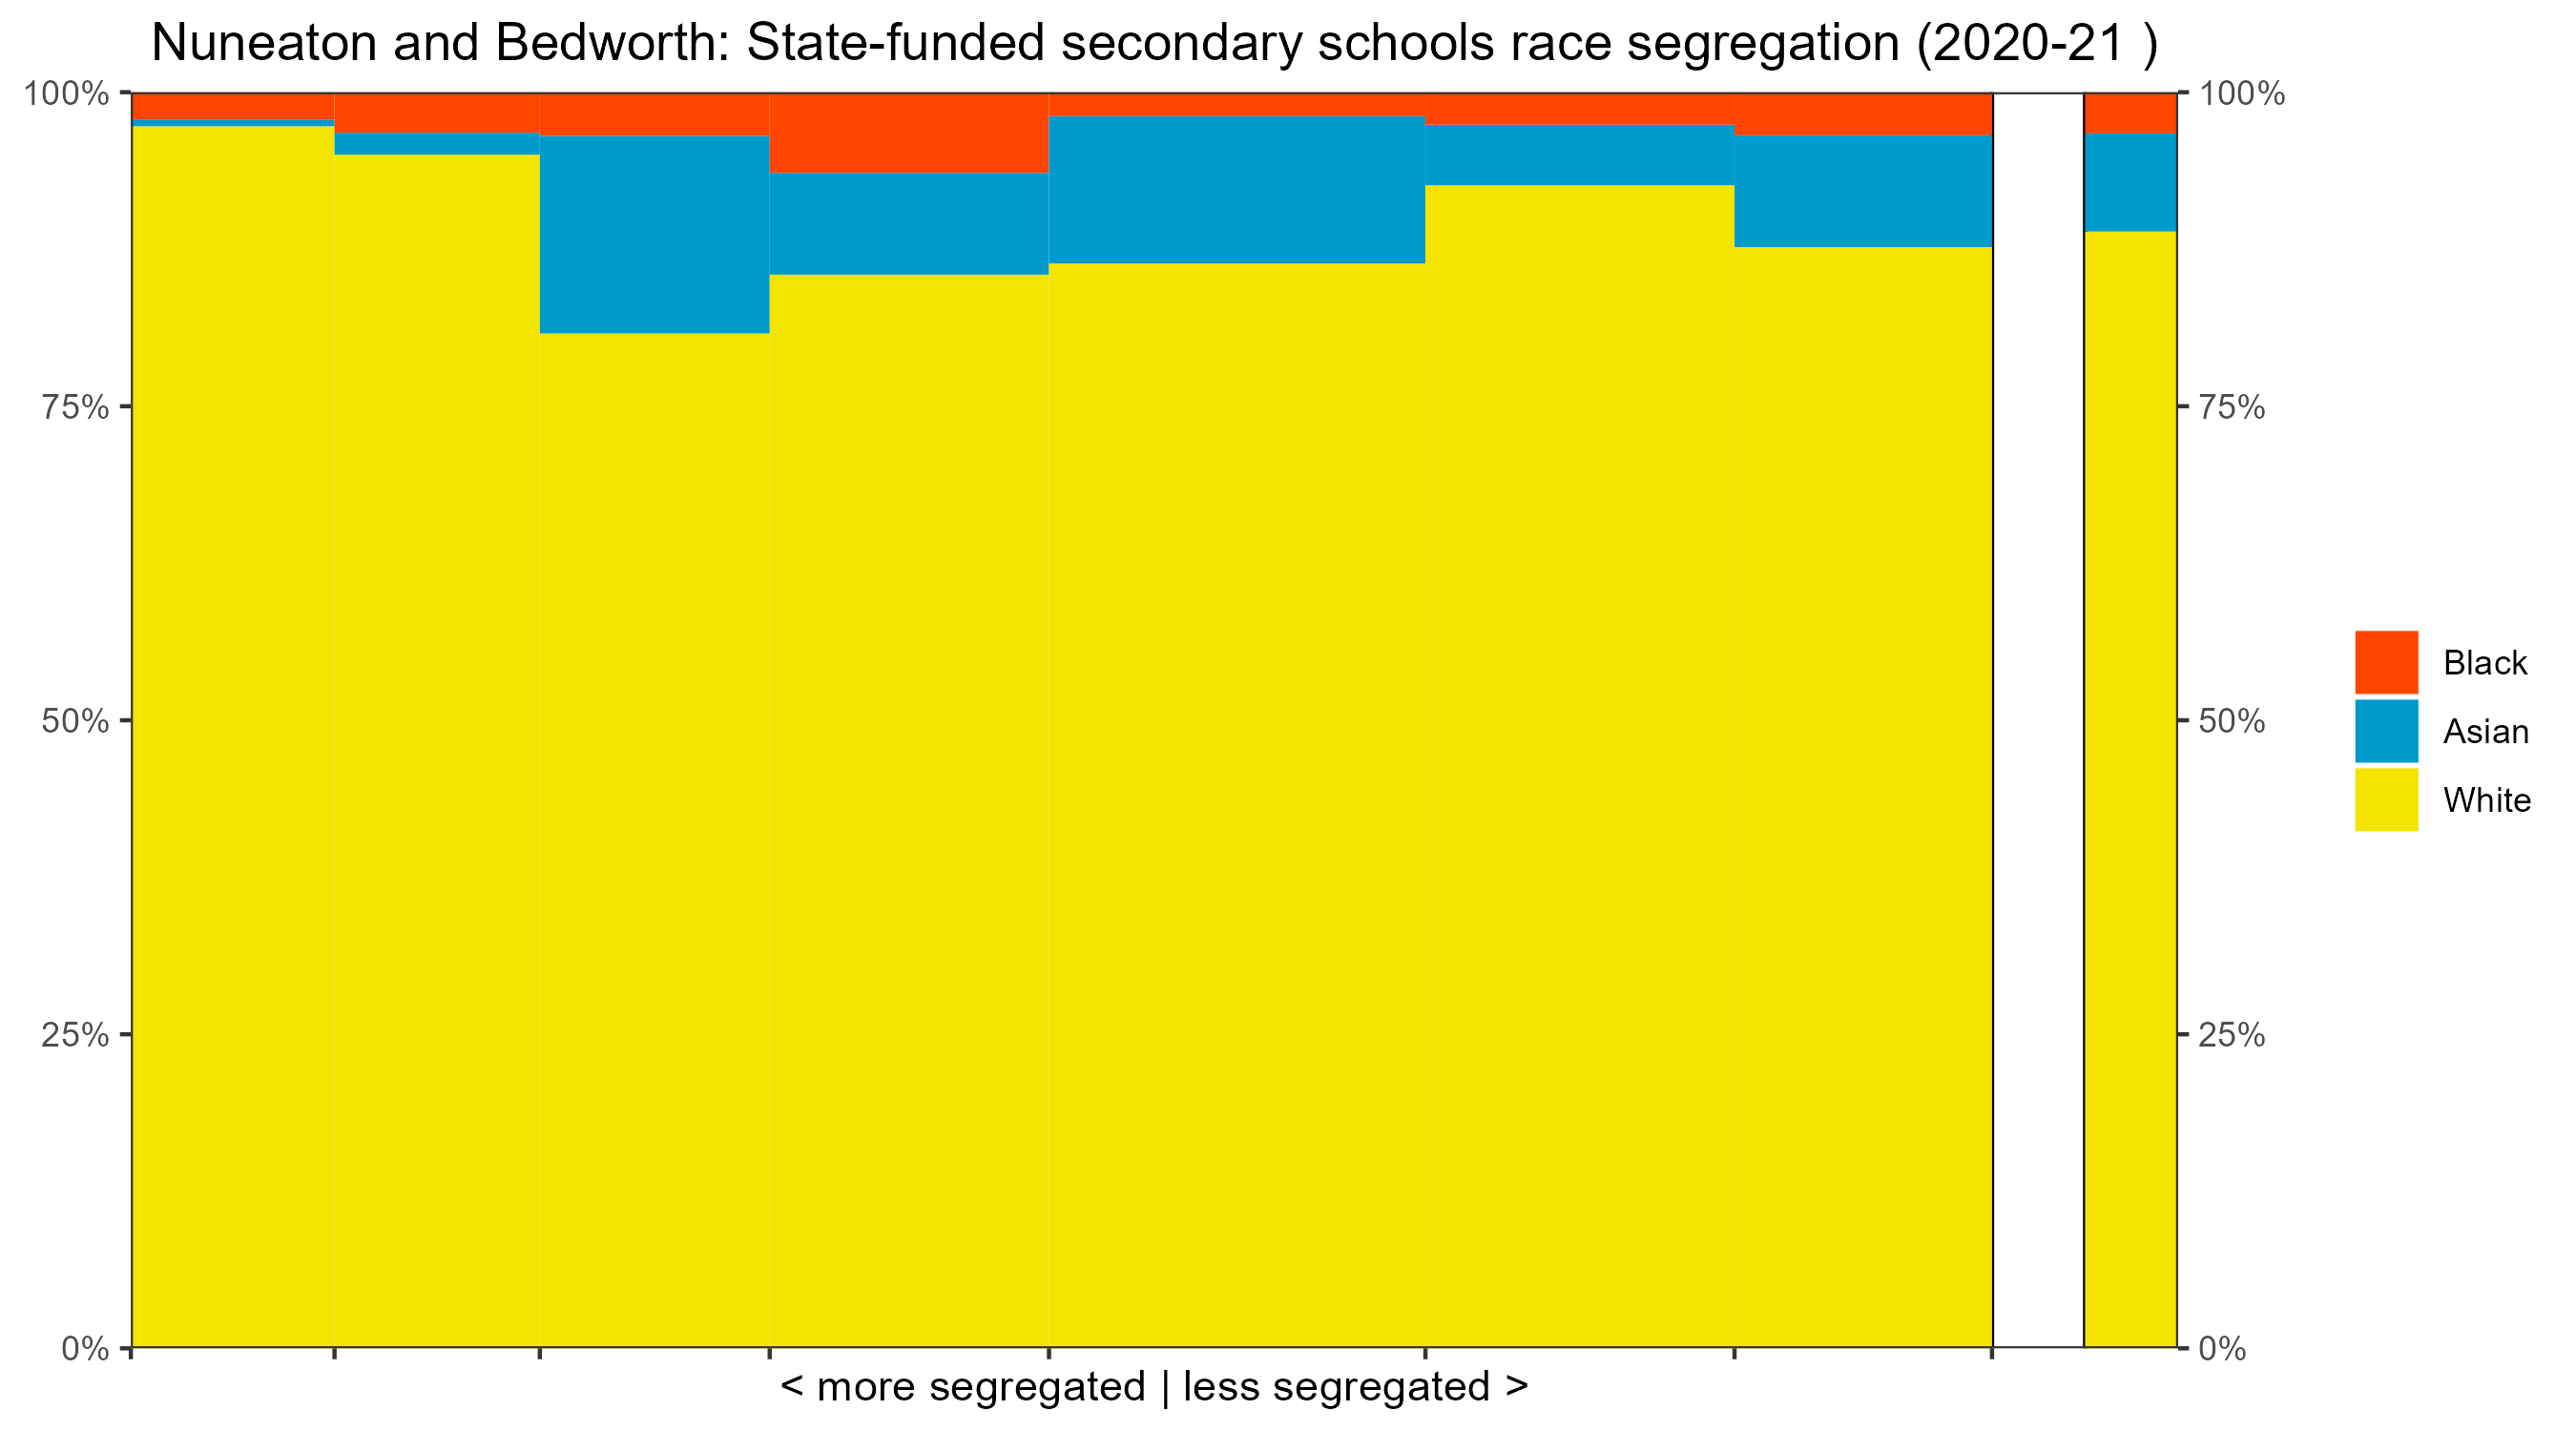 Nuneaton and Bedworth: State-funded secondary schools race segregation (2020-21 )
100%
100%
75%
75%
50%
50%
25%
25%
0%
0%
Black
Asian
White
< more segregated | less segregated >